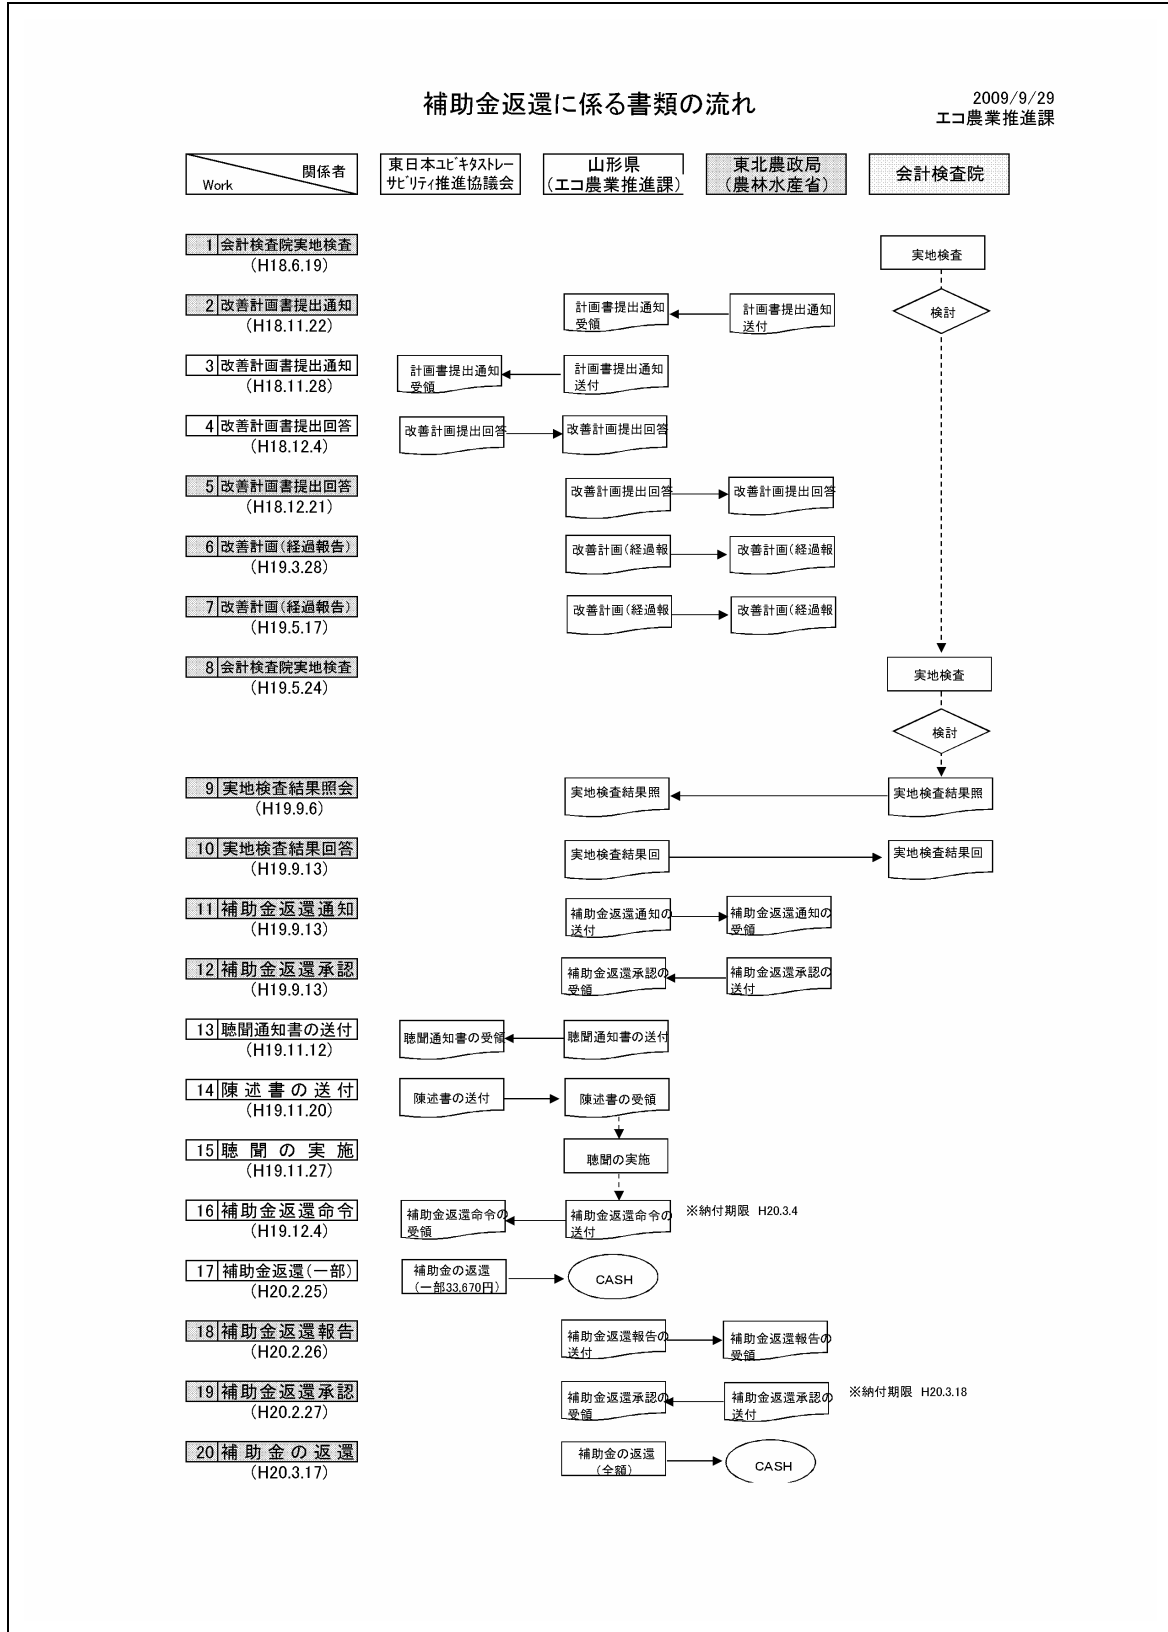 補助金返還に係る書類の流れ
2009/9/29
エコ農業推進課
関係者
Work
東日本ユビキタストレー
サビリティ推進協議会
山形県
(エコ農業推進課)
東北農政局
(農林水産省)
会計検査院
1 会計検査院実地検査
(H18.6.19)
実地検査
2 改善計画書提出通知
(H18.11.22)
計画書提出通知
受領
計画書提出通知
送付
検討
3 改善計画書提出通知
(H18.11.28)
計画書提出通知
受領
計画書提出通知
送付
4 改善計画書提出回答
(H18.12.4)
改善計画提出回答
改善計画提出回答
5 改善計画書提出回答
(H18.12.21)
改善計画提出回答
改善計画提出回答
6 改善計画(経過報告)
(H19.3.28)
改善計画(経過報
改善計画(経過報
7 改善計画(経過報告)
(H19.5.17)
改善計画(経過報
改善計画(経過報
8 会計検査院実地検査
(H19.5.24)
実地検査
検討
9 実地検査結果照会
(H19.9.6)
実地検査結果照
実地検査結果照
10 実地検査結果回答
(H19.9.13)
実地検査結果回
実地検査結果回
11 補助金返還通知
(H19.9.13)
補助金返還通知の
送付
補助金返還通知の
受領
12 補助金返還承認
(H19.9.13)
補助金返還承認の
受領
補助金返還承認の
送付
13 聴聞通知書の送付
(H19.11.12)
聴聞通知書の受領
聴聞通知書の送付
14 陳述書の送付
(H19.11.20)
陳述書の送付
陳述書の受領
15 聴聞の実施
(H19.11.27)
聴聞の実施
16 補助金返還命令
(H19.12.4)
補助金返還命令の
受領
補助金返還命令の
送付
※納付期限 H20.3.4
17 補助金返還(一部)
(H20.2.25)
補助金の返還
(一部33,670円)
CASH
18 補助金返還報告
(H20.2.26)
補助金返還報告の
送付
補助金返還報告の
受領
19 補助金返還承認
(H20.2.27)
補助金返還承認の
受領
補助金返還承認の
送付
※納付期限 H20.3.18
20 補助金の返還
(H20.3.17)
補助金の返還
(全額)
CASH